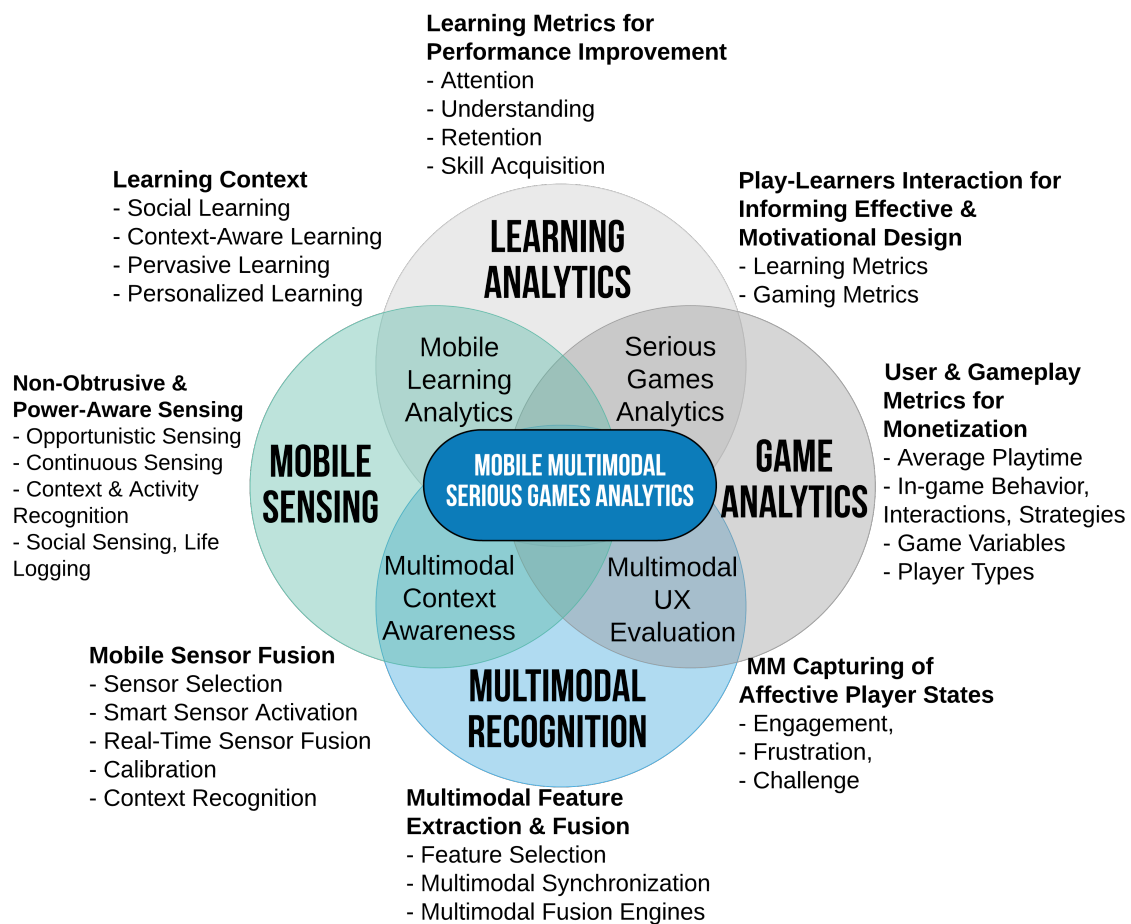 Learning Metrics for
Performance Improvement
- Attention
- Understanding
- Retention
- Skill Acquisition
Learning Context
- Social Learning
- Context-Aware Learning
- Pervasive Learning
- Personalized Learning
Play-Learners Interaction for
Informing Effective &
Motivational Design
- Learning Metrics
- Gaming Metrics
LEARNING
ANALYTICS
Mobile
Learning
Analytics
Serious
Games
Analytics
Non-Obtrusive &
Power-Aware Sensing
- Opportunistic Sensing
- Continuous Sensing
- Context & Activity
Recognition
- Social Sensing, Life
Logging
MOBILE
SENSING
MOBILE MULTIMODAL
SERIOUS GAMES ANALYTICS
GAME
ANALYTICS
User & Gameplay
Metrics for
Monetization
- Average Playtime
- In-game Behavior,
Interactions, Strategies
- Game Variables
- Player Types
Multimodal
Context
Awareness
Multimodal
UX
Evaluation
MULTIMODAL
RECOGNITION
Mobile Sensor Fusion
- Sensor Selection
- Smart Sensor Activation
- Real-Time Sensor Fusion
- Calibration
- Context Recognition
MM Capturing of
Affective Player States
- Engagement,
- Frustration,
- Challenge
Multimodal Feature
Extraction & Fusion
- Feature Selection
- Multimodal Synchronization
- Multimodal Fusion Engines